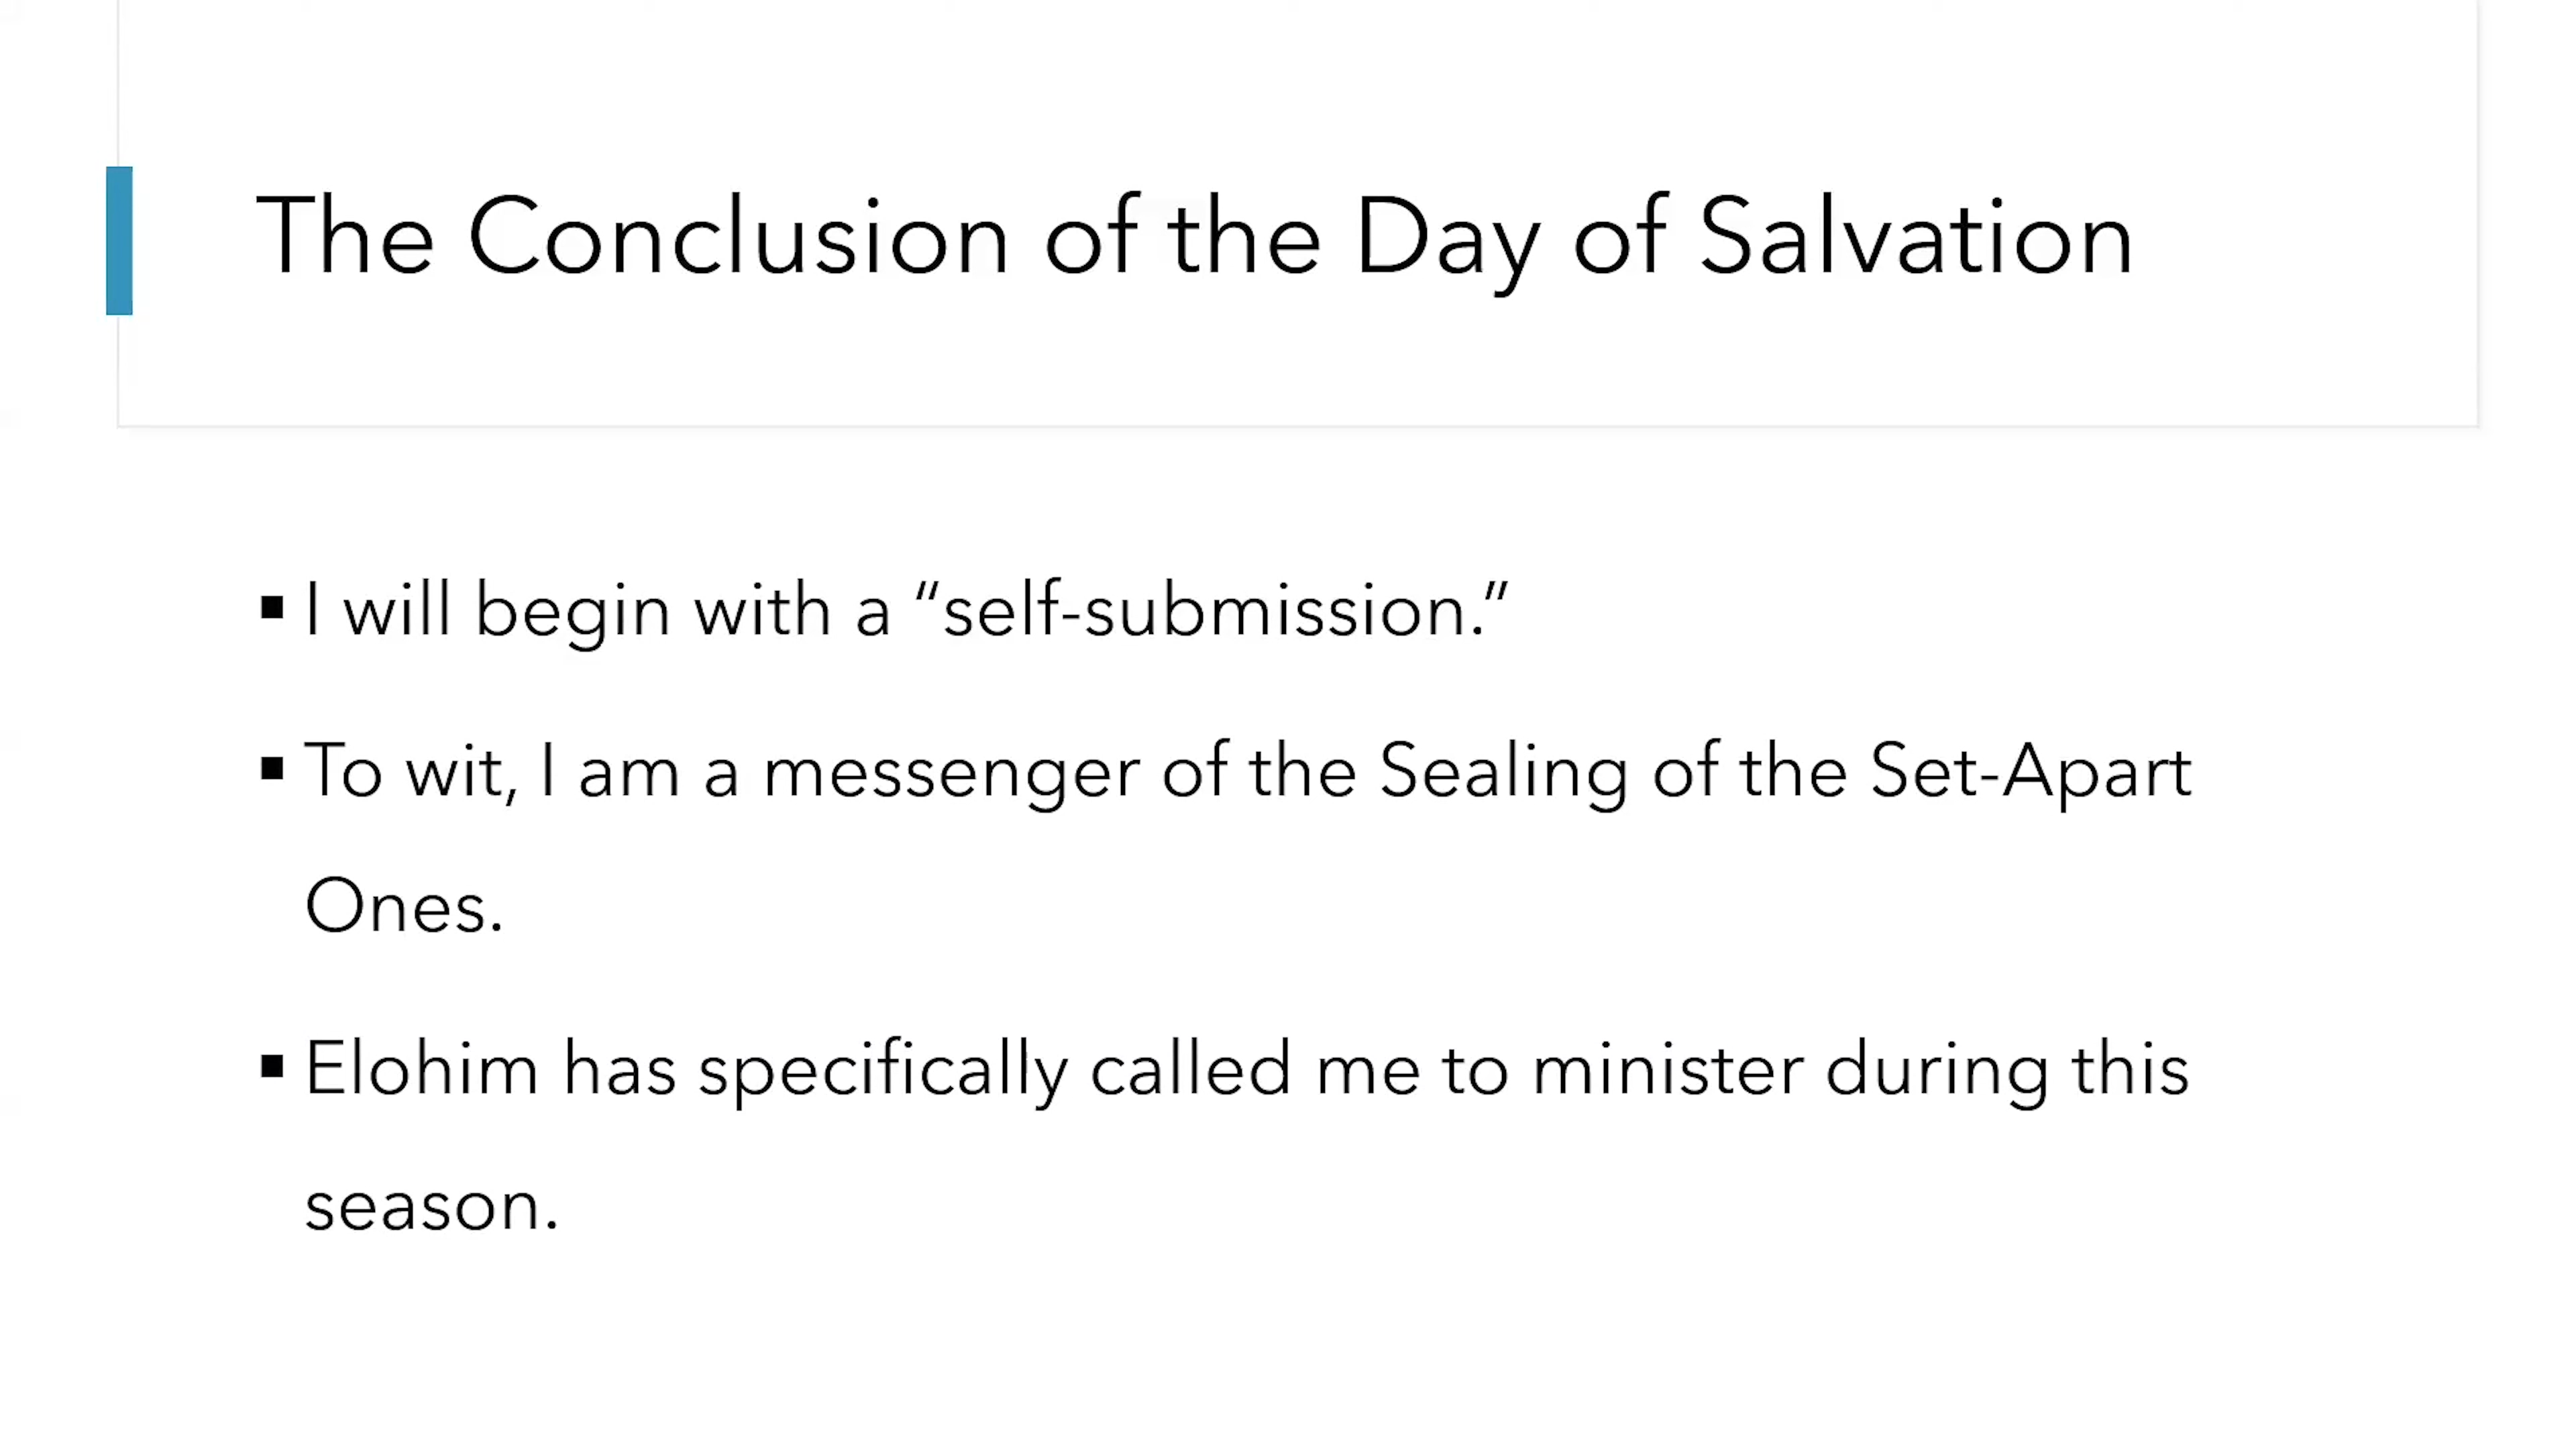 The Conclusion of the Day of Salvation
▪ I will begin with a “self-submission.”
▪ To wit, I am a messenger of the Sealing of the Set-Apart
Ones.
▪ Elohim has specifically called me to minister during this
season.